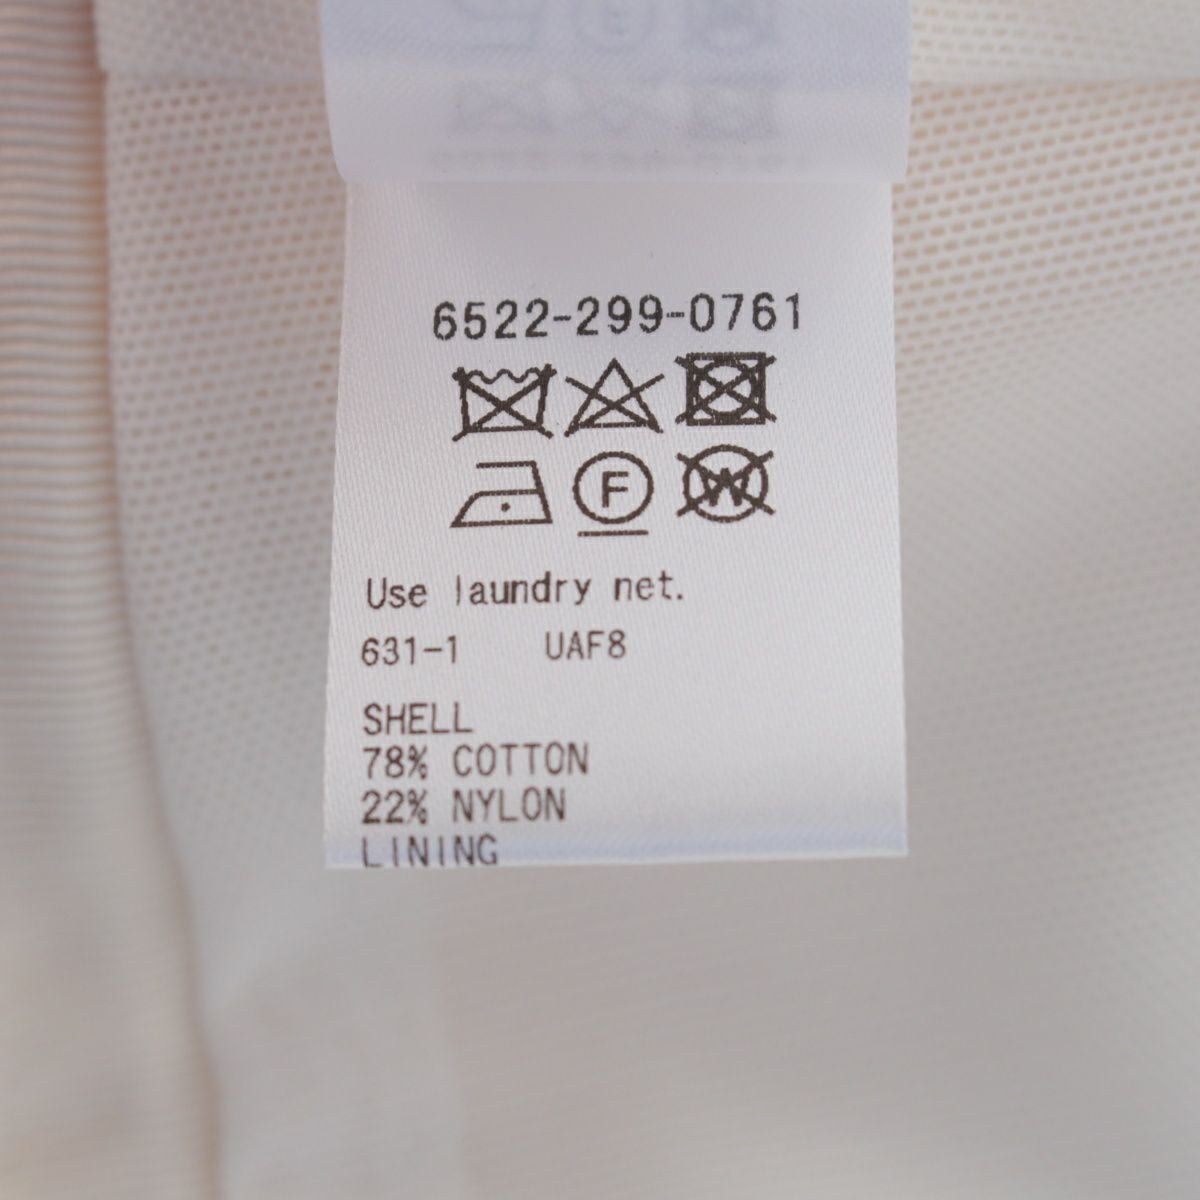 6522-299-0761
F W
Use laundry net.
631-1 UAF8
SHELL
78% COTTON
22% NYLON
LINING